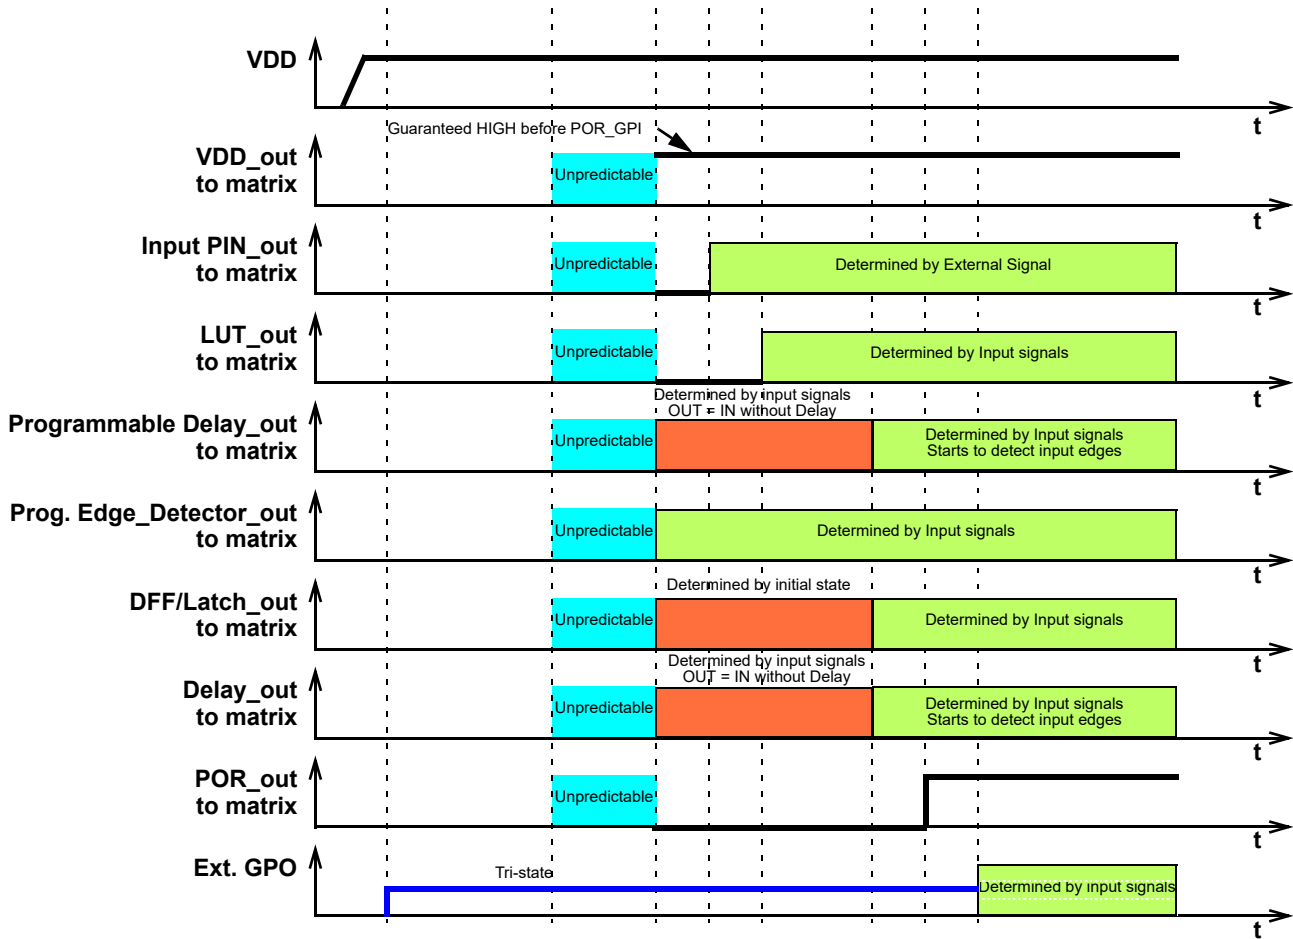 VDD
t
Guaranteed HIGH before POR_GPI
VDD_out
to matrix
Unpredictable
t
Input PIN_out
to matrix
Unpredictable
Determined by External Signal
t
LUT_out
to matrix
Unpredictable
Determined by Input signals
t
Determined by input signals
OUT = IN without Delay
Programmable Delay_out
to matrix
Unpredictable
Determined by Input signals
Starts to detect input edges
t
Prog. Edge_Detector_out
to matrix
Unpredictable
Determined by Input signals
t
Determined by initial state
DFF/Latch_out
to matrix
Unpredictable
Determined by Input signals
t
Determined by input signals
OUT = IN without Delay
Delay_out
to matrix
Unpredictable
Determined by Input signals
Starts to detect input edges
t
POR_out
to matrix
Unpredictable
t
Ext. GPO
Tri-state
Determined by input signals
t